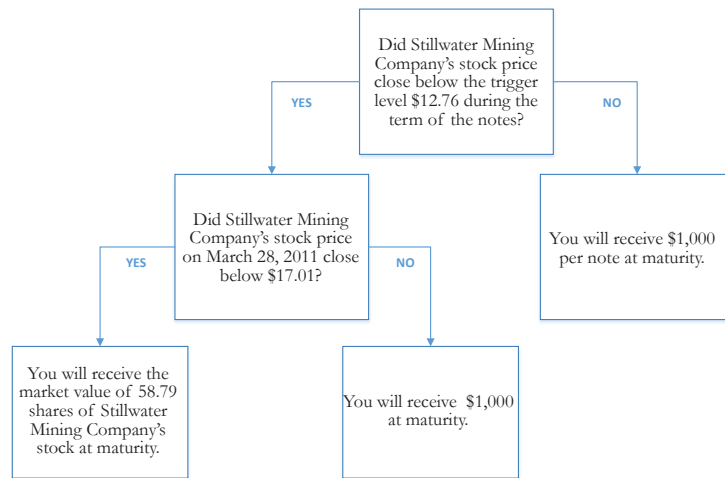 Did Stillwater Mining
Company's stock price
close below the trigger
level $12.76 during the
term of the notes?
YES
NO
Did Stillwater Mining
Company's stock price
on March 28, 2011 close
below $17.01?
You will receive $1,000
per note at maturity.
YES
NO
You will receive the
market value of 58.79
shares of Stillwater
Mining Company's
stock at maturity.
You will receive $1,000
at maturity.